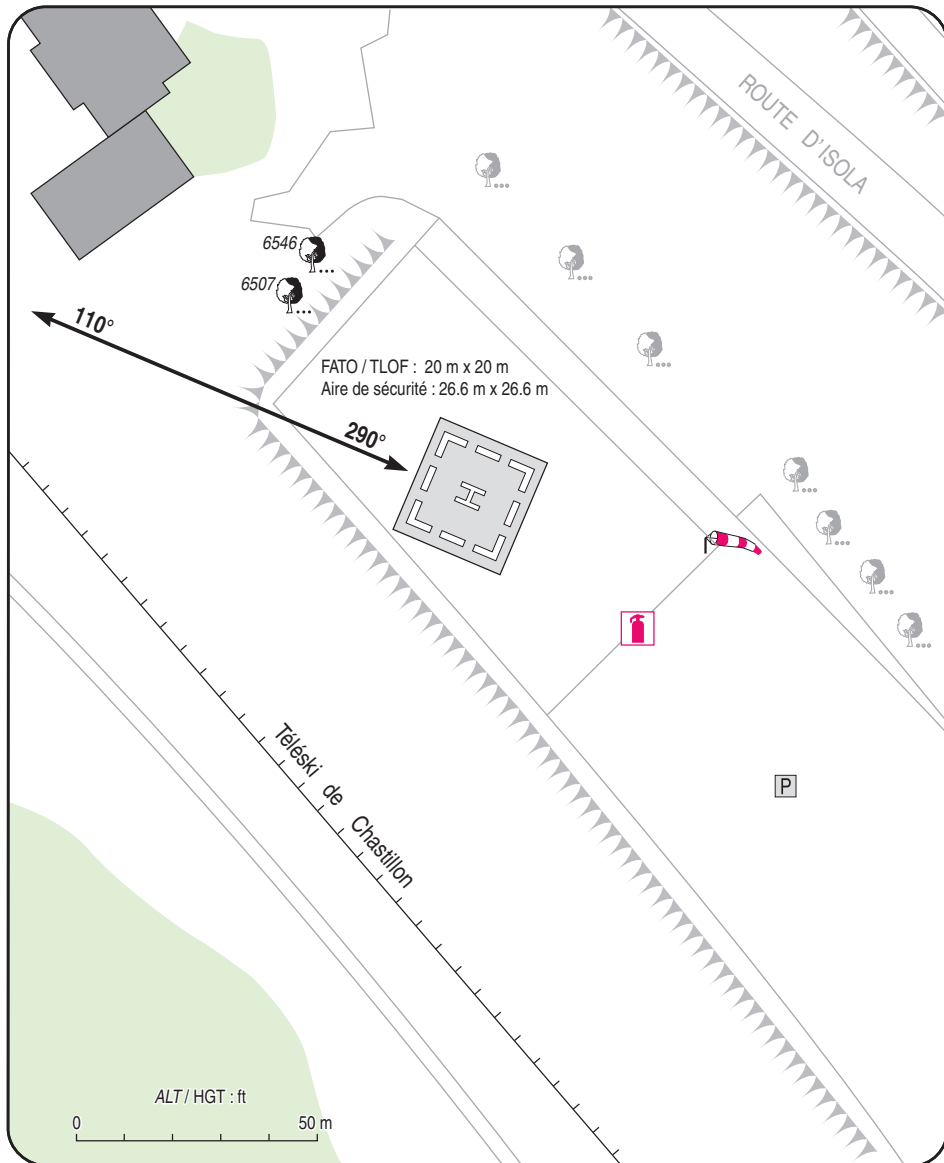 ROUTE D'ISOLA
6546
6507
110°
FATO / TLOF : 20 m x 20 m
Aire de sécurité : 26.6 m x 26.6 m
290°
H
P
Téléski de Chastillon
ALT / HGT : ft
0 50 m